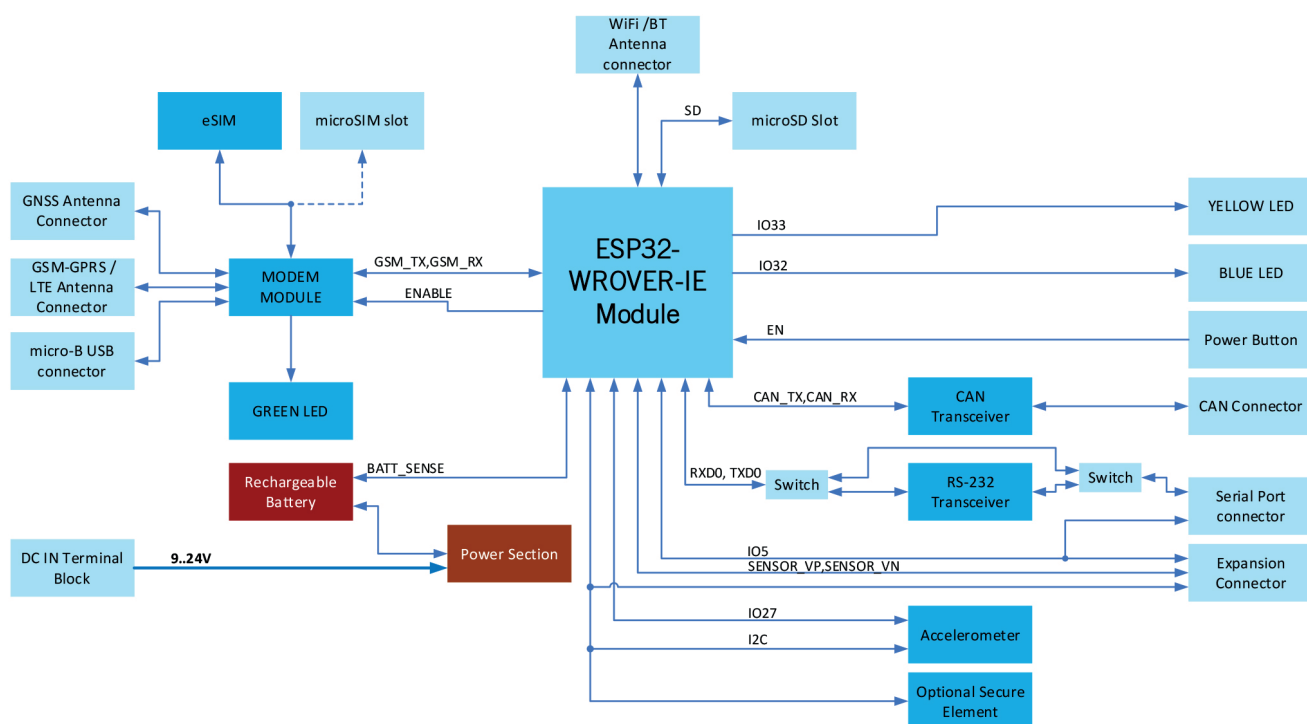 WiFi /BT
Antenna
connector
eSIM
microSIM slot
SD
microSD Slot
GNSS Antenna
Connector
GSM-GPRS /
LTE Antenna
Connector
micro-B USB
connector
MODEM
MODULE
GREEN LED
GSM_TX,GSM_RX
ENABLE
ESP32-
WROVER-IE
Module
IO33
YELLOW LED
IO32
BLUE LED
EN
Power Button
CAN_TX,CAN_RX
CAN
Transceiver
CAN Connector
BATT_SENSE
Rechargeable
Battery
RXD0, TXD0
Switch
RS-232
Transceiver
Switch
Serial Port
connector
DC IN Terminal
Block
9..24V
Power Section
IO5
SENSOR_VP,SENSOR_VN
Expansion
Connector
IO27
I2C
Accelerometer
Optional Secure
Element